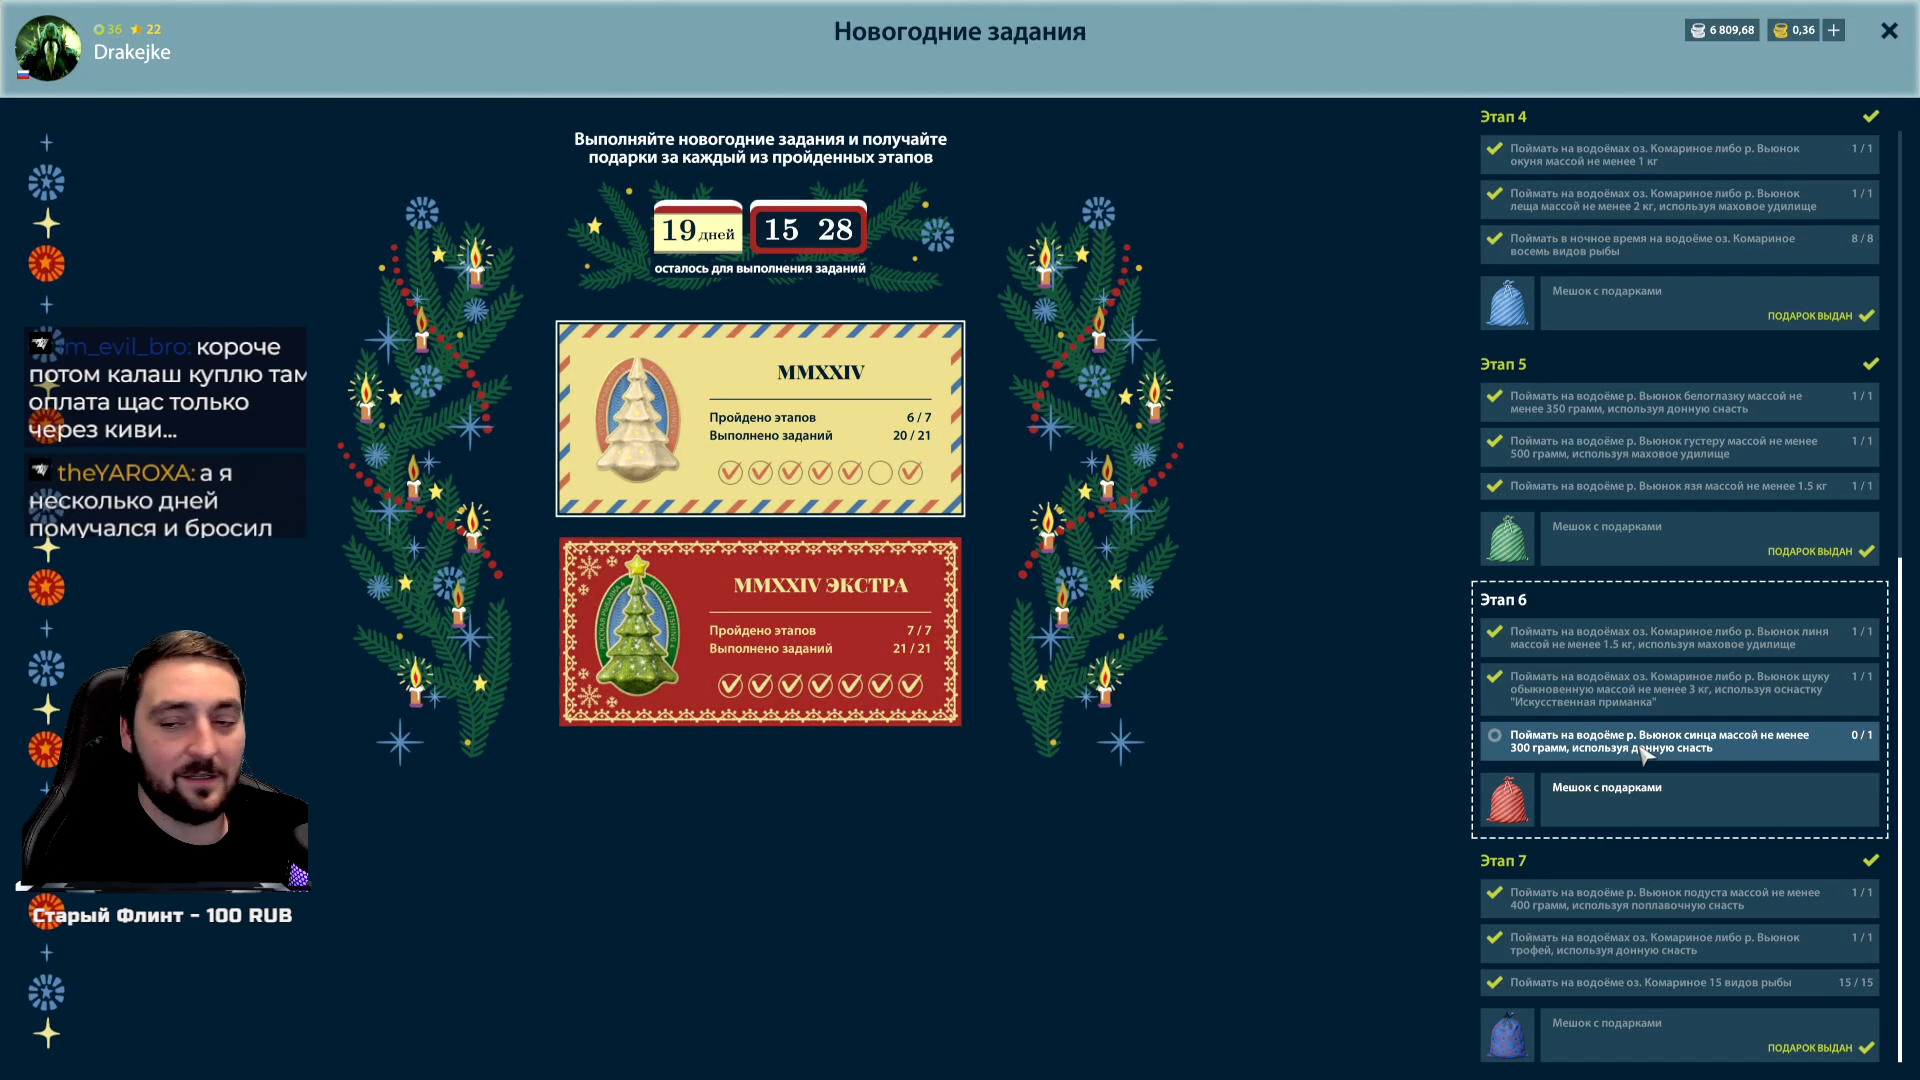 36 22
Drakejke
Новогодние задания
6 809,68
0,36
Выполняйте новогодние задания и получайте
подарки за каждый из пройденных этапов
19 дней
15 28
осталось для выполнения заданий
MMXXIV
Пройдено этапов 6 / 7
Выполнено заданий 20 / 21
MMXXIV ЭКСТРА
Пройдено этапов 7 / 7
Выполнено заданий 21 / 21
РУССКАЯ РЫБАЛКА 4
RUSSIAN FISHING 4
m_evil_bro: короче
потом калаш куплю там
оплата щас только
через киви...
theYAROXA: а я
несколько дней
помучался и бросил
Старый Флинт - 100 RUB
Этап 4
Поймать на водоёмах оз. Комариное либо р. Вьюнок 1 / 1
окуня массой не менее 1 кг
Поймать на водоёмах оз. Комариное либо р. Вьюнок 1 / 1
леща массой не менее 2 кг, используя маховое удилище
Поймать в ночное время на водоёме оз. Комариное 8 / 8
восемь видов рыбы
Мешок с подарками
ПОДАРОК ВЫДАН
Этап 5
Поймать на водоёме р. Вьюнок белоглазку массой не 1 / 1
менее 350 грамм, используя донную снасть
Поймать на водоёме р. Вьюнок густеру массой не менее 1 / 1
500 грамм, используя маховое удилище
Поймать на водоёме р. Вьюнок язя массой не менее 1.5 кг 1 / 1
Мешок с подарками
ПОДАРОК ВЫДАН
Этап 6
Поймать на водоёмах оз. Комариное либо р. Вьюнок линя 1 / 1
массой не менее 1.5 кг, используя маховое удилище
Поймать на водоёмах оз. Комариное либо р. Вьюнок щуку 1 / 1
обыкновенную массой не менее 3 кг, используя оснастку
"Искусственная приманка"
Поймать на водоёме р. Вьюнок синца массой не менее 0 / 1
300 грамм, используя донную снасть
Мешок с подарками
Этап 7
Поймать на водоёме р. Вьюнок подуста массой не менее 1 / 1
400 грамм, используя поплавочную снасть
Поймать на водоёмах оз. Комариное либо р. Вьюнок 1 / 1
трофей, используя донную снасть
Поймать на водоёме оз. Комариное 15 видов рыбы 15 / 15
Мешок с подарками
ПОДАРОК ВЫДАН